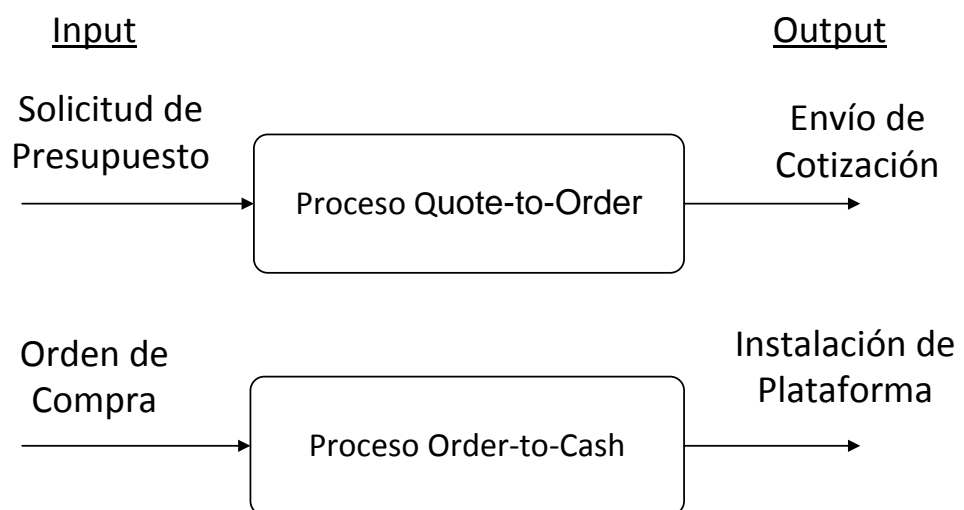 Input
Output
Solicitud de
Presupuesto
Proceso Quote-to-Order
Envío de
Cotización
Orden de
Compra
Proceso Order-to-Cash
Instalación de
Plataforma